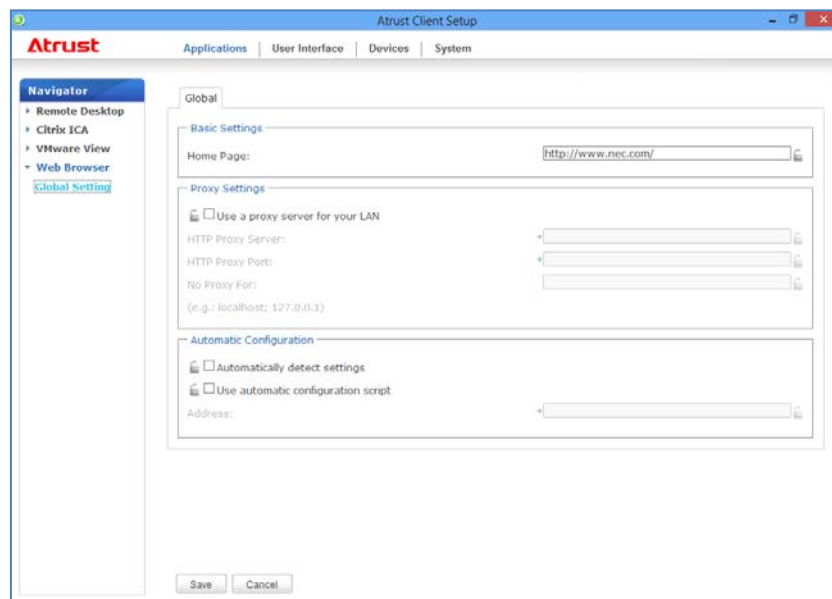 Atrust Client Setup
Atrust
Applications | User Interface | Devices | System
Navigator
Remote Desktop
Citrix ICA
VMware View
Web Browser
Global Setting
Global
Basic Settings
Home Page: http://www.nec.com/
Proxy Settings
Use a proxy server for your LAN
HTTP Proxy Server: *
HTTP Proxy Port: *
No Proxy For:
(e.g.: localhost; 127.0.0.1)
Automatic Configuration
Automatically detect settings
Use automatic configuration script
Address: *
Save Cancel